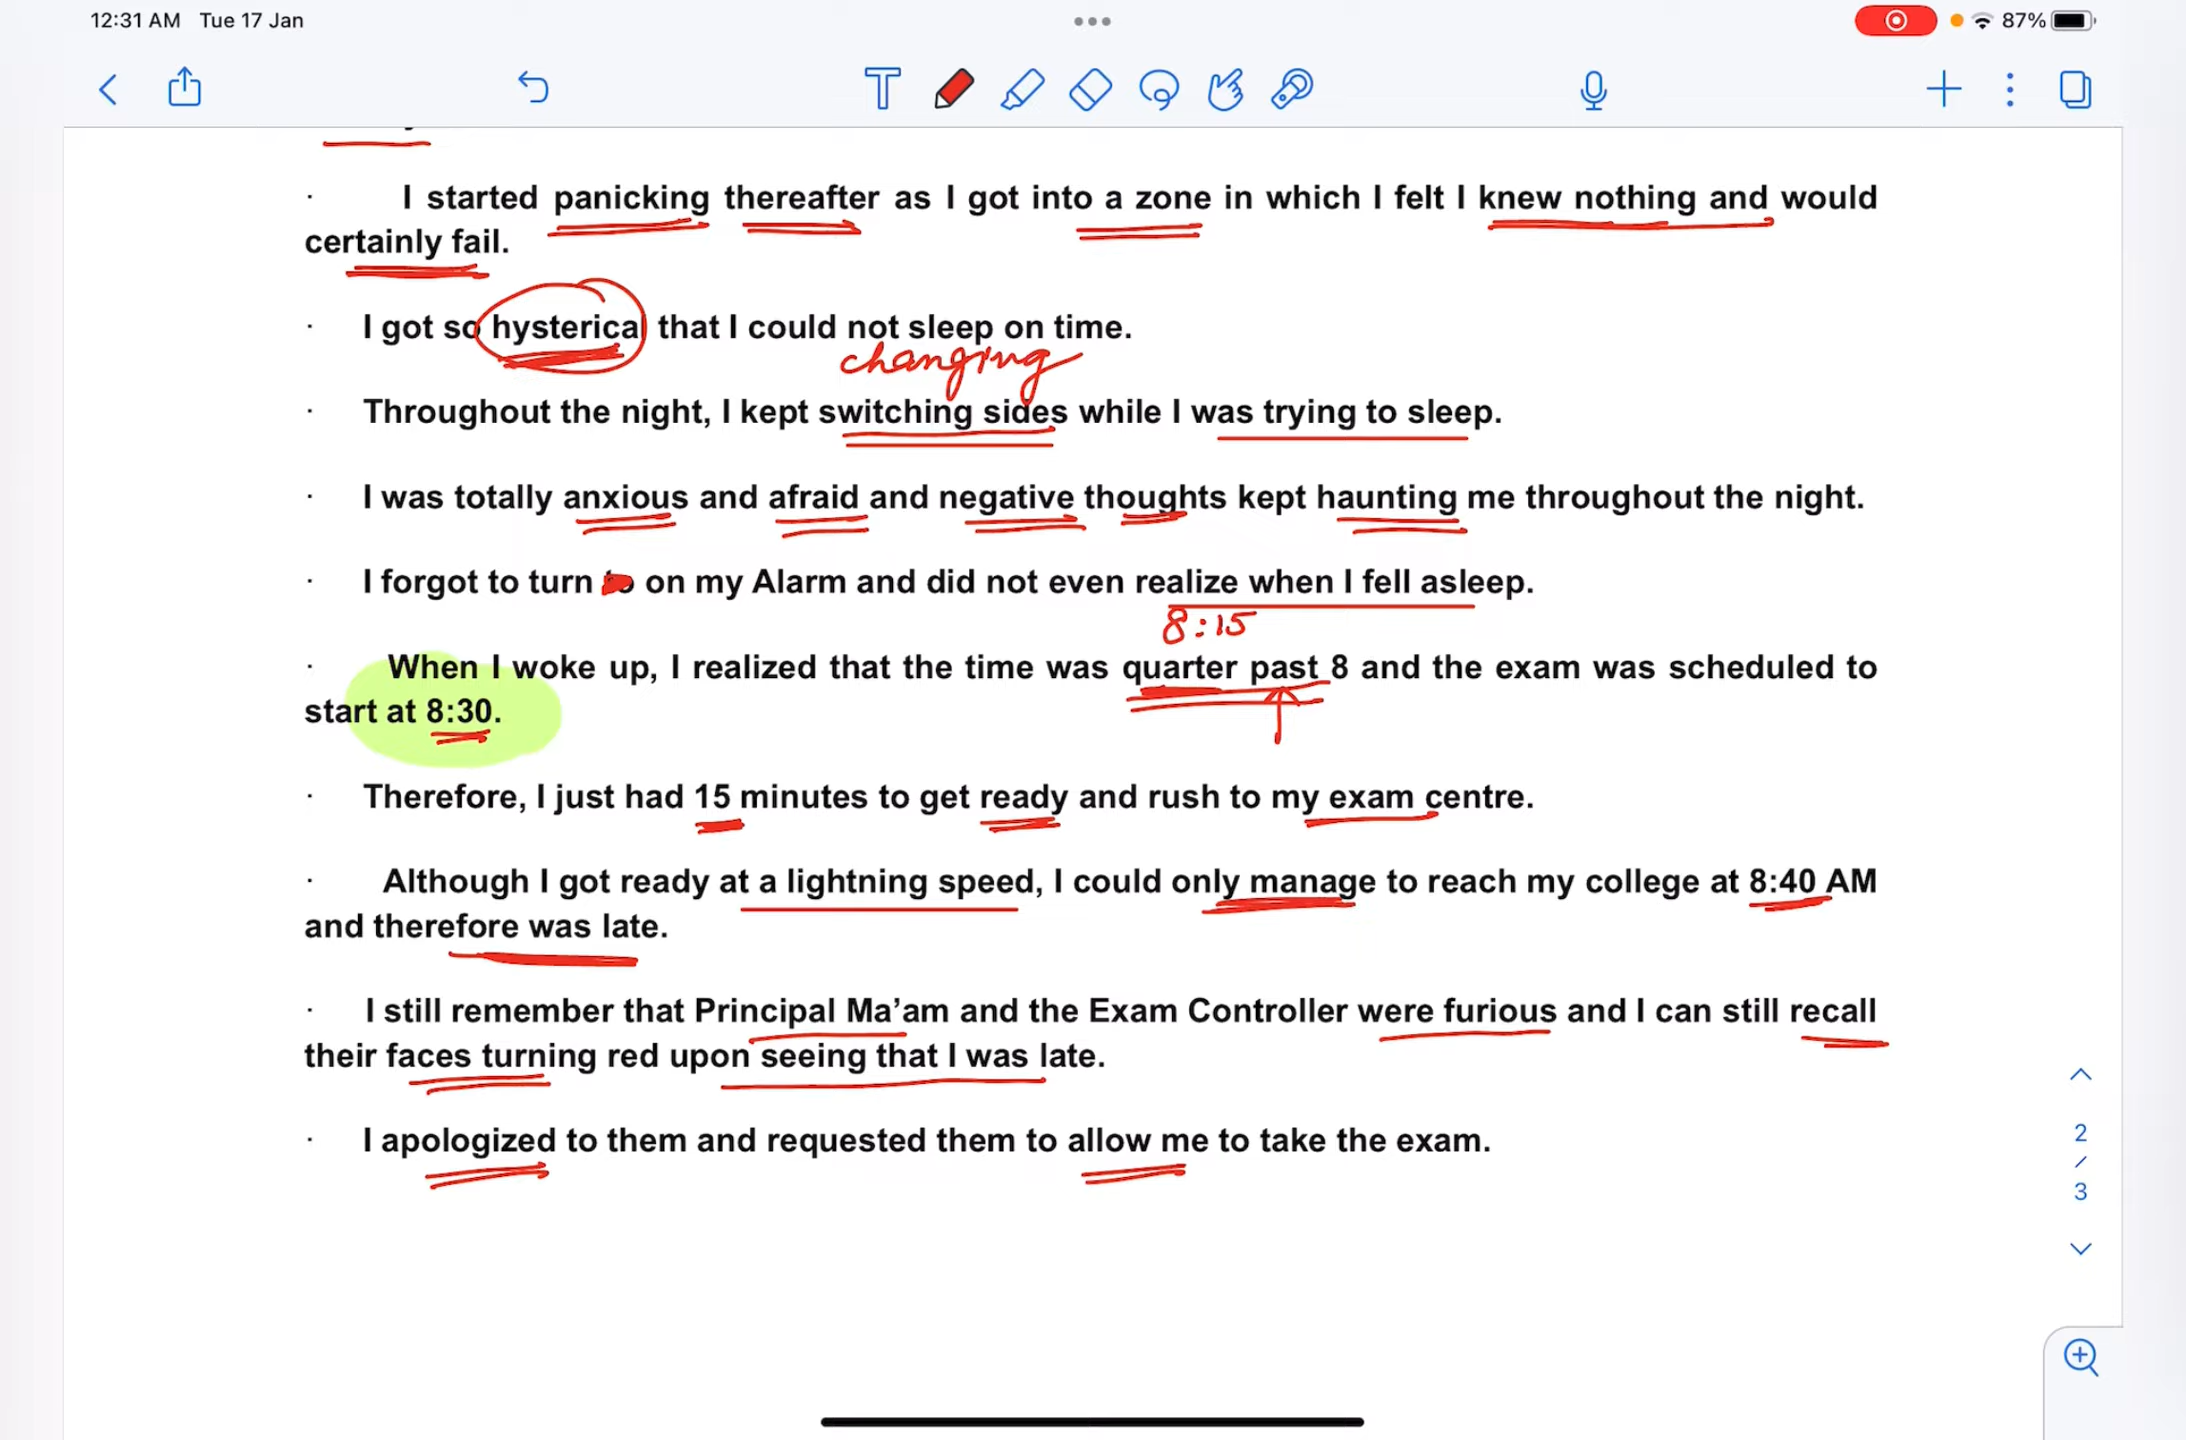 12:31 AM Tue 17 Jan
87%
· I started panicking thereafter as I got into a zone in which I felt I knew nothing and would
certainly fail.
· I got so hysterical that I could not sleep on time.
changing
· Throughout the night, I kept switching sides while I was trying to sleep.
· I was totally anxious and afraid and negative thoughts kept haunting me throughout the night.
· I forgot to turn on my Alarm and did not even realize when I fell asleep.
8:15
· When I woke up, I realized that the time was quarter past 8 and the exam was scheduled to
start at 8:30.
· Therefore, I just had 15 minutes to get ready and rush to my exam centre.
· Although I got ready at a lightning speed, I could only manage to reach my college at 8:40 AM
and therefore was late.
· I still remember that Principal Ma’am and the Exam Controller were furious and I can still recall
their faces turning red upon seeing that I was late.
· I apologized to them and requested them to allow me to take the exam.
2
/
3